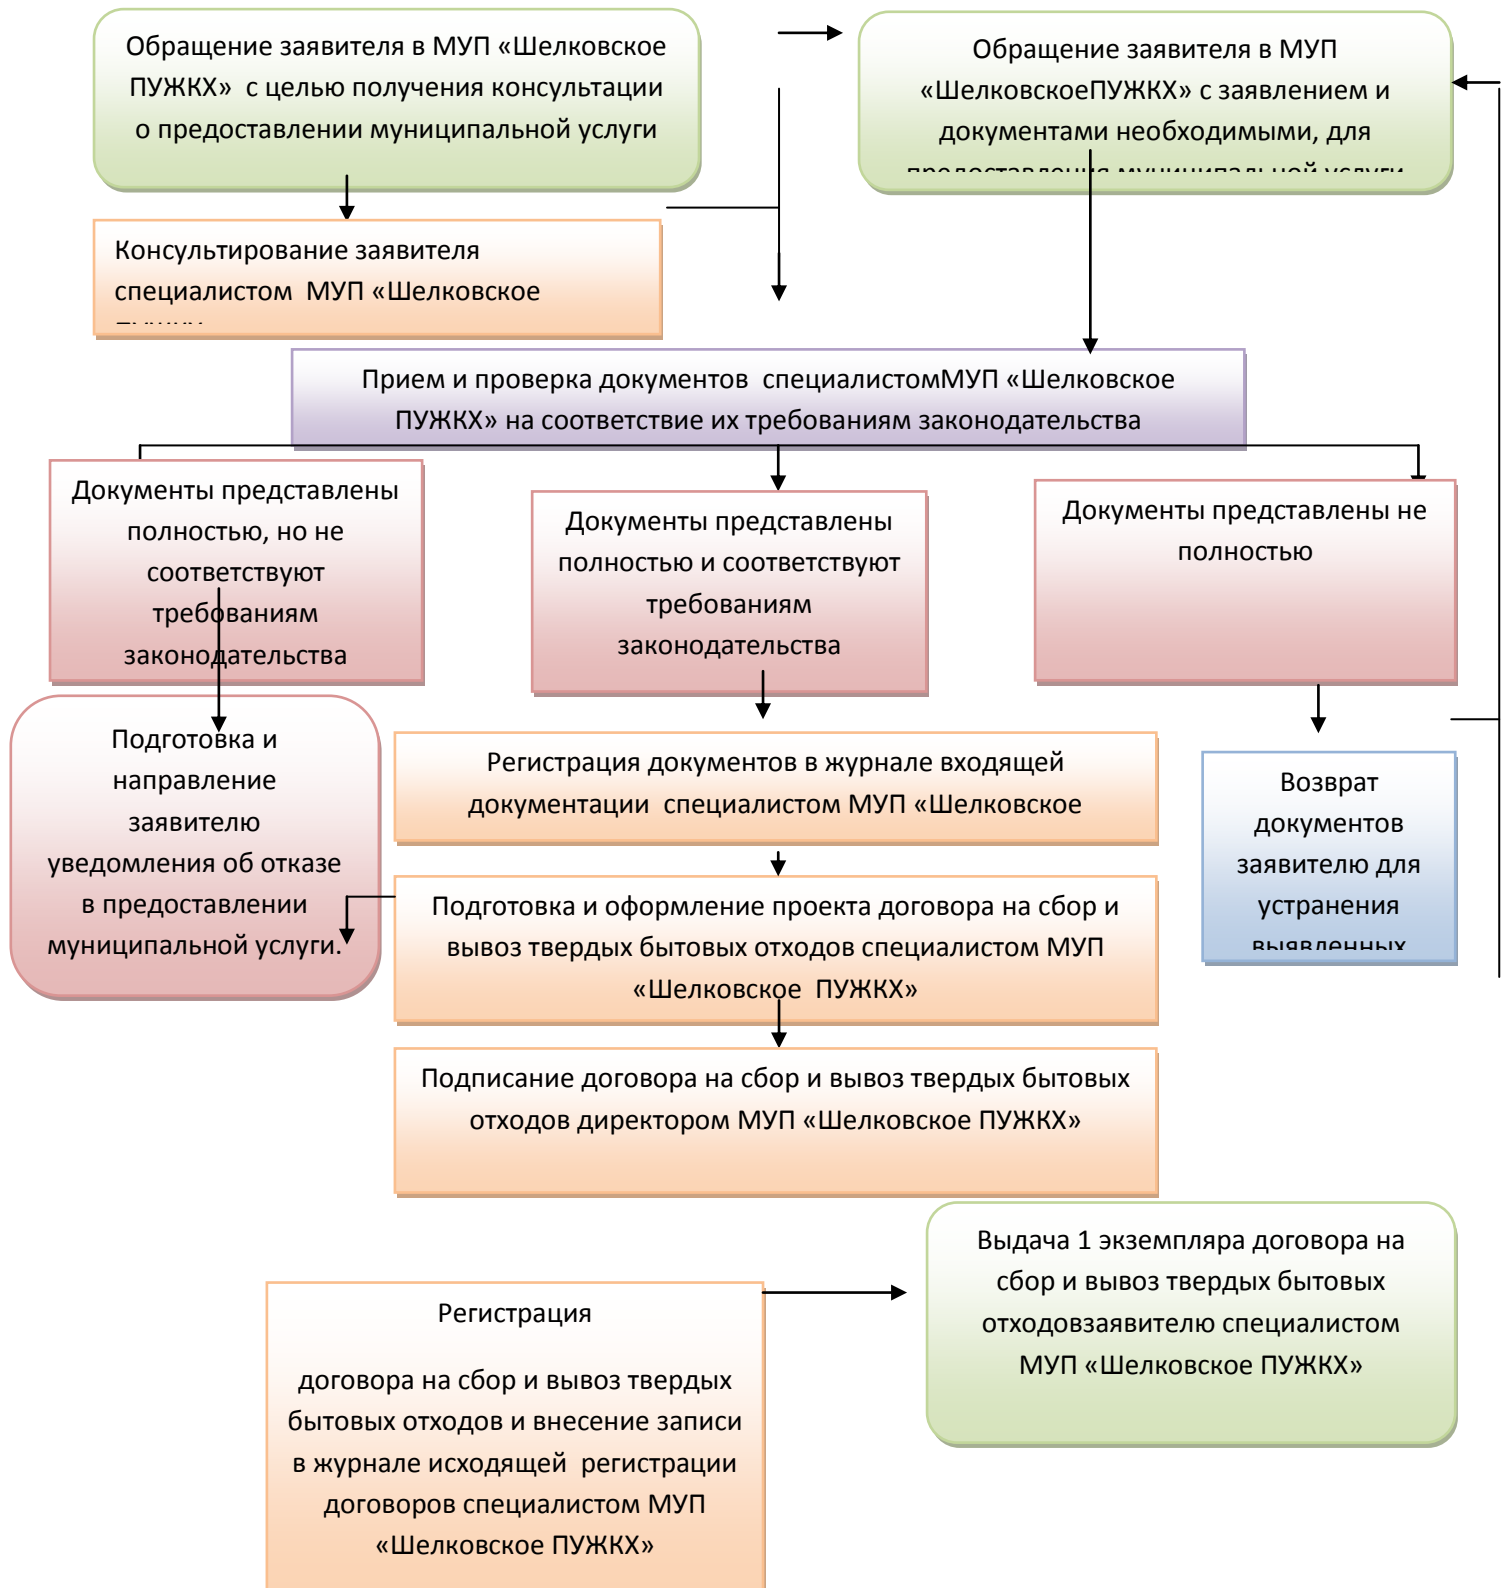 Обращение заявителя в МУП «Шелковское
ПУЖКХ»  с целью получения консультации
о предоставлении муниципальной услуги
Обращение заявителя в МУП
«ШелковскоеПУЖКХ» с заявлением и
документами необходимыми, для
предоставления муниципальной услуги
Консультирование заявителя
специалистом  МУП «Шелковское
Прием и проверка документов  специалистомМУП «Шелковское
ПУЖКХ» на соответствие их требованиям законодательства
Документы представлены
полностью, но не
соответствуют
требованиям
законодательства
Документы представлены
полностью и соответствуют
требованиям
законодательства
Документы представлены не
полностью
Подготовка и
направление
заявителю
уведомления об отказе
в предоставлении
муниципальной услуги.
Регистрация документов в журнале входящей
документации  специалистом МУП «Шелковское
Возврат
документов
заявителю для
устранения
выявленных
Подготовка и оформление проекта договора на сбор и
вывоз твердых бытовых отходов специалистом МУП
«Шелковское  ПУЖКХ»
Подписание договора на сбор и вывоз твердых бытовых
отходов директором МУП «Шелковское ПУЖКХ»
Выдача 1 экземпляра договора на
сбор и вывоз твердых бытовых
отходовзаявителю специалистом
МУП «Шелковское ПУЖКХ»
Регистрация
договора на сбор и вывоз твердых
бытовых отходов и внесение записи
в журнале исходящей  регистрации
договоров специалистом МУП
«Шелковское ПУЖКХ»